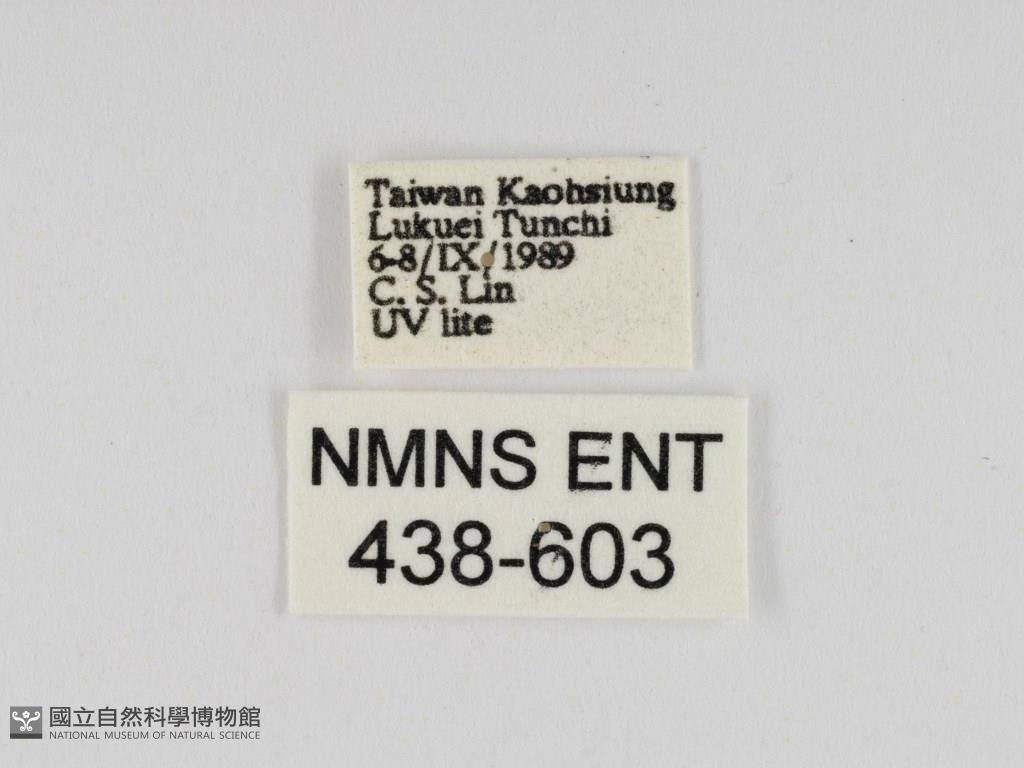 Taiwan Kaohsiung
Lukuei Tunchi
6-8/IX/1989
C. S. Lin
UV lite
NMNS ENT
438-603
國立自然科學博物館
NATIONAL MUSEUM OF NATURAL SCIENCE